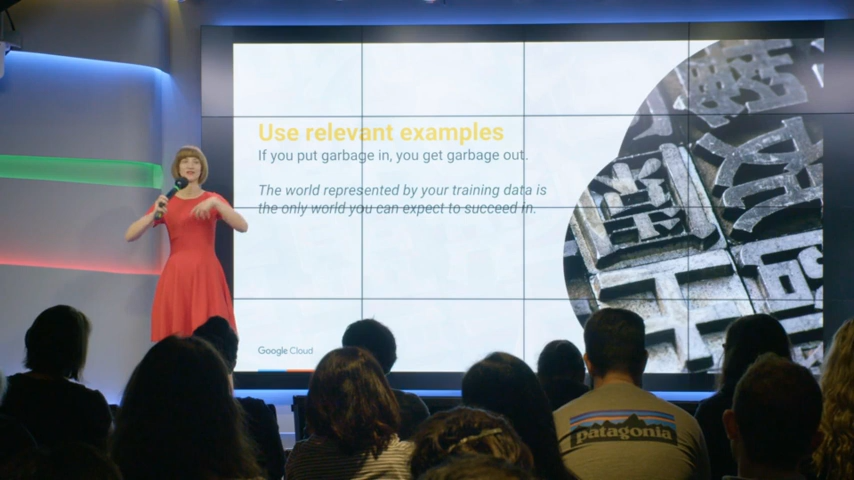 Use relevant examples
If you put garbage in, you get garbage out.
The world represented by your training data is
the only world you can expect to succeed in.
Google Cloud
patagonia